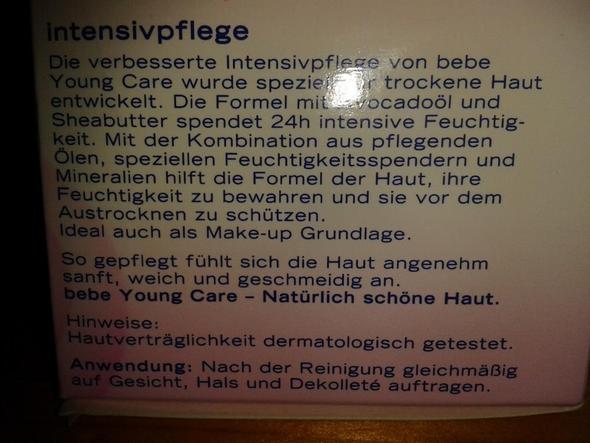 intensivpflege
Die verbesserte Intensivpflege von bebe
Young Care wurde trockene Haut
entwickelt. Die Formel mit Avocadoöl und
Sheabutter spendet 24h intensive Feuchtig-
keit. Mit der Kombination aus pflegenden
Ölen, speziellen Feuchtigkeitsspendern und
Mineralien hilft die Formel der Haut, ihre
Feuchtigkeit zu bewahren und sie vor dem
Austrocknen zu schützen.
Ideal auch als Make-up Grundlage.
So gepflegt fühlt sich die Haut angenehm
sanft, weich und geschmeidig an.
bebe Young Care – Natürlich schöne Haut.
Hinweise:
Hautverträglichkeit dermatologisch getestet.
Anwendung: Nach der Reinigung gleichmäßig
auf Gesicht, Hals und Dekolleté auftragen.